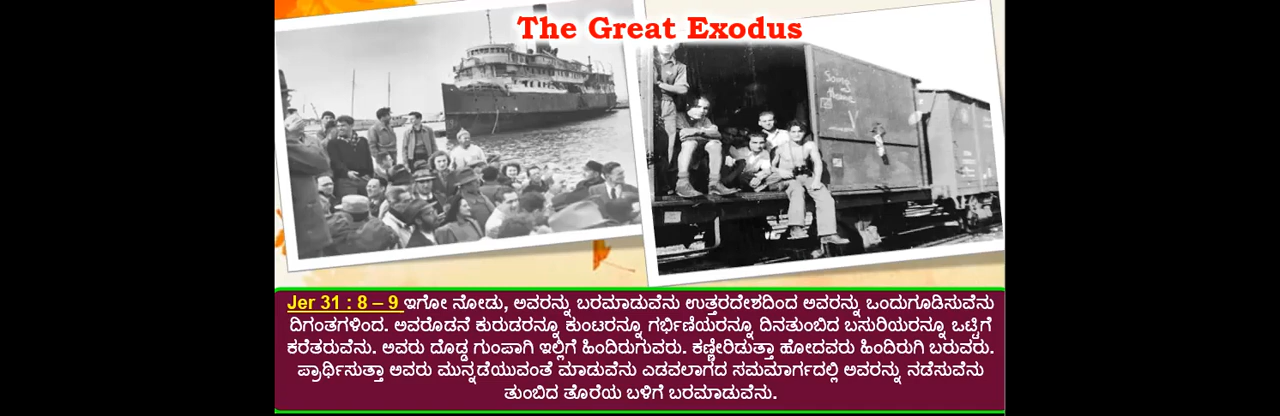 The Great Exodus
Jer 31 : 8 – 9 ಇಗೋ ನೋಡು, ಅವರನ್ನು ಬರಮಾಡುವೆನು ಉತ್ತರದೇಶದಿಂದ ಅವರನ್ನು ಒಂದುಗೂಡಿಸುವೆನು
ದಿಗಂತಗಳಿಂದ. ಅವರೊಡನೆ ಕುರುಡರನ್ನೂ ಕುಂಟರನ್ನೂ ಗರ್ಭಿಣಿಯರನ್ನೂ ದಿನತುಂಬಿದ ಬಸುರಿಯರನ್ನೂ ಒಟ್ಟಿಗೆ
ಕರೆತರುವೆನು. ಅವರು ದೊಡ್ಡ ಗುಂಪಾಗಿ ಇಲ್ಲಿಗೆ ಹಿಂದಿರುಗುವರು. ಕಣ್ಣೀರಿಡುತ್ತಾ ಹೋದವರು ಹಿಂದಿರುಗಿ ಬರುವರು.
ಪ್ರಾರ್ಥಿಸುತ್ತಾ ಅವರು ಮುನ್ನಡೆಯುವಂತೆ ಮಾಡುವೆನು ಎಡವಲಾಗದ ಸಮಮಾರ್ಗದಲ್ಲಿ ಅವರನ್ನು ನಡೆಸುವೆನು
ತುಂಬಿದ ತೊರೆಯ ಬಳಿಗೆ ಬರಮಾಡುವೆನು.